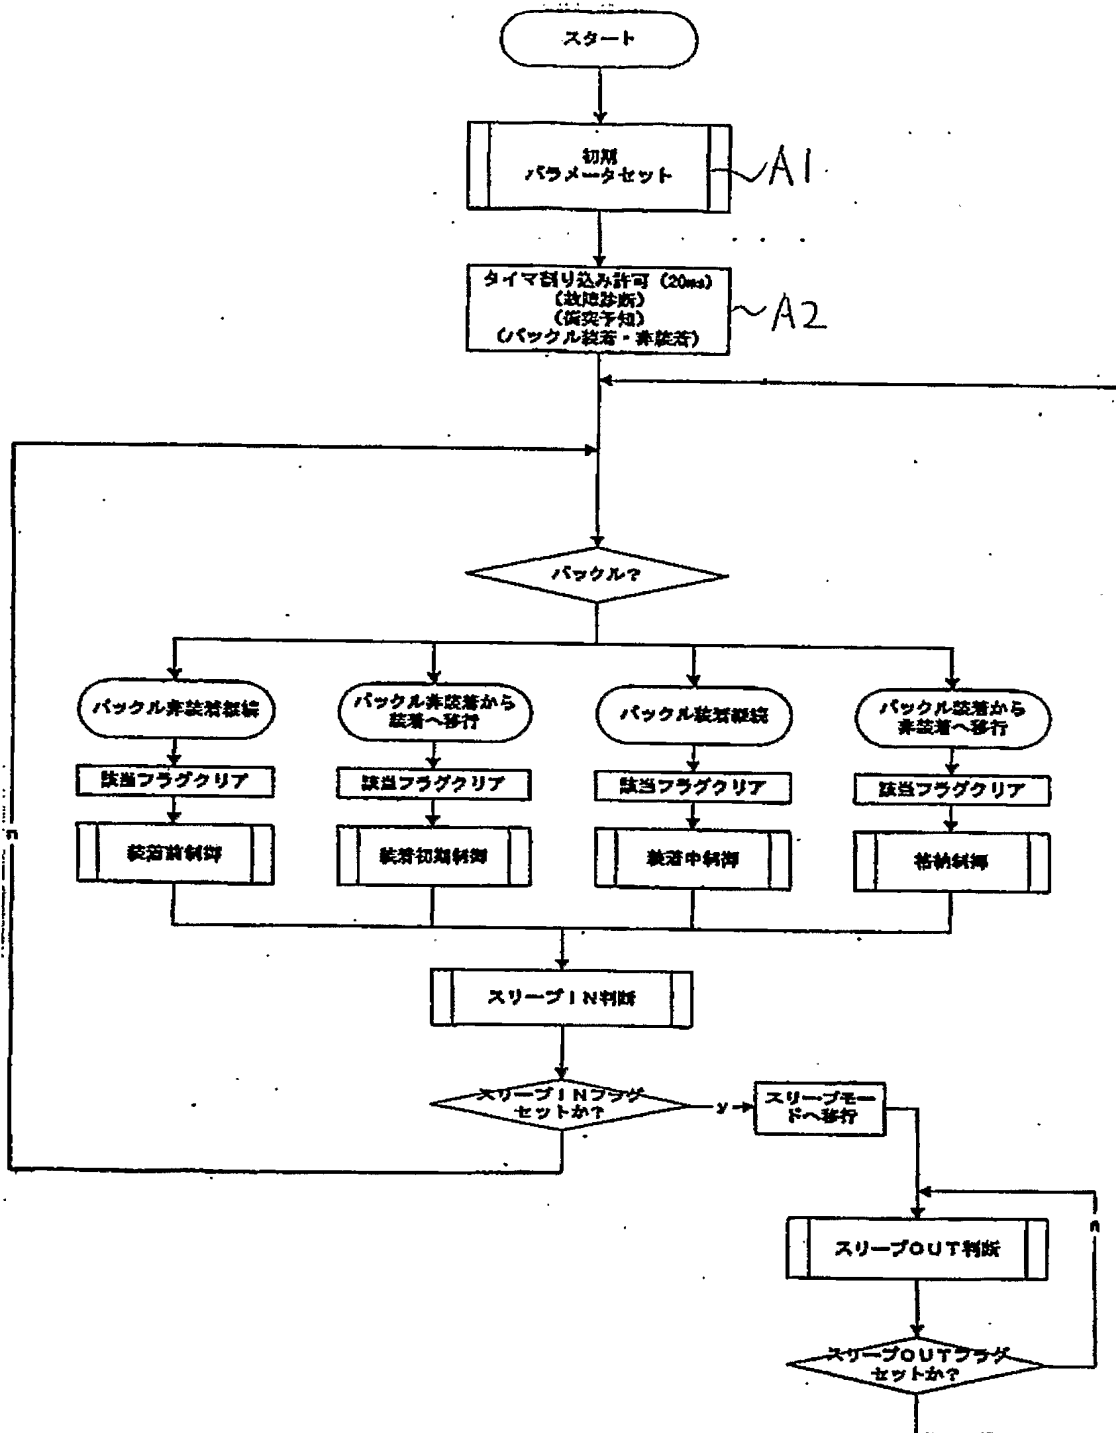 スタート
初期
パラメータセット
A1
タイマ割り込み許可（20ms）
（故障診断）
（衝突予知）
（バックル装着・非装着）
A2
バックル？
バックル非装着継続
バックル非装着から
装着へ移行
バックル装着継続
バックル装着から
非装着へ移行
該当フラグクリア
該当フラグクリア
該当フラグクリア
該当フラグクリア
装着前制御
装着初期制御
装着中制御
格納制御
n
スリープIN判断
スリープINフラグ
セットか？
y
スリープモー
ドへ移行
スリープOUT判断
n
スリープOUTフラグ
セットか？